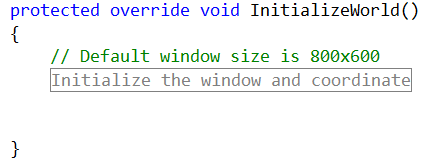 protected override void InitializeWorld()
{
// Default window size is 800x600
Initialize the window and coordinate
}